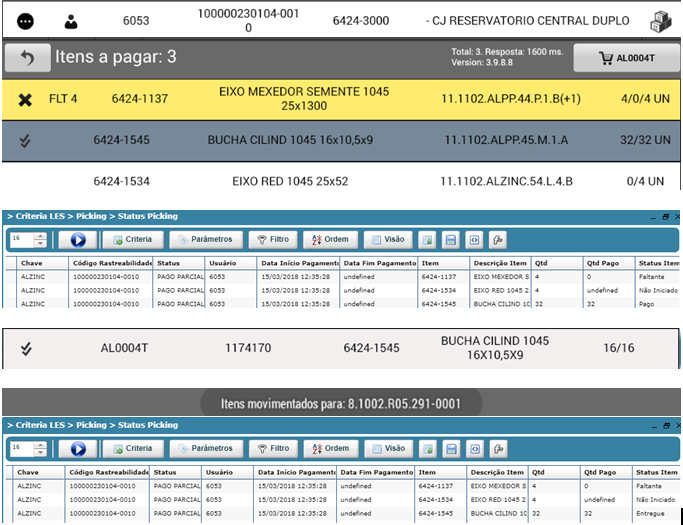 6053 100000230104-001 0 6424-3000 - CJ RESERVATORIO CENTRAL DUPLO
Itens a pagar: 3 Total: 3. Resposta: 1600 ms. Version: 3.9.8.8 AL0004T
FLT 4 6424-1137 EIXO MEXEDOR SEMENTE 1045 25x1300 11.1102.ALPP.44.P.1.B(+1) 4/0/4 UN
6424-1545 BUCHA CILIND 1045 16x10,5x9 11.1102.ALPP.45.M.1.A 32/32 UN
6424-1534 EIXO RED 1045 25x52 11.1102.ALZINC.54.L.4.B 0/4 UN
> Criteria LES > Picking > Status Picking
16 Criteria Parâmetros Filtro Ordem Visão
Chave Código Rastreabilidade Status Usuário Data Início Pagamento Data Fim Pagamento Item Descrição Item Qtd Qtd Pago Status Item
ALZINC 100000230104-0010 PAGO PARCIAL 6053 15/03/2018 12:35:28 undefined 6424-1137 EIXO MEXEDOR S 4 0 Faltante
ALZINC 100000230104-0010 PAGO PARCIAL 6053 15/03/2018 12:35:28 undefined 6424-1534 EIXO RED 1045 2 4 undefined Não Iniciado
ALZINC 100000230104-0010 PAGO PARCIAL 6053 15/03/2018 12:35:28 undefined 6424-1545 BUCHA CILIND 10 32 32 Pago
AL0004T 1174170 6424-1545 BUCHA CILIND 1045 16X10,5X9 16/16
Itens movimentados para: 8.1002.R05.291-0001
> Criteria LES > Picking > Status Picking
16 Criteria Parâmetros Filtro Ordem Visão
Chave Código Rastreabilidade Status Usuário Data Início Pagamento Data Fim Pagamento Item Descrição Item Qtd Qtd Pago Status Item
ALZINC 100000230104-0010 PAGO PARCIAL 6053 15/03/2018 12:35:28 undefined 6424-1137 EIXO MEXEDOR S 4 0 Faltante
ALZINC 100000230104-0010 PAGO PARCIAL 6053 15/03/2018 12:35:28 undefined 6424-1534 EIXO RED 1045 2 4 undefined Não Iniciado
ALZINC 100000230104-0010 PAGO PARCIAL 6053 15/03/2018 12:35:28 undefined 6424-1545 BUCHA CILIND 10 32 32 Entregue